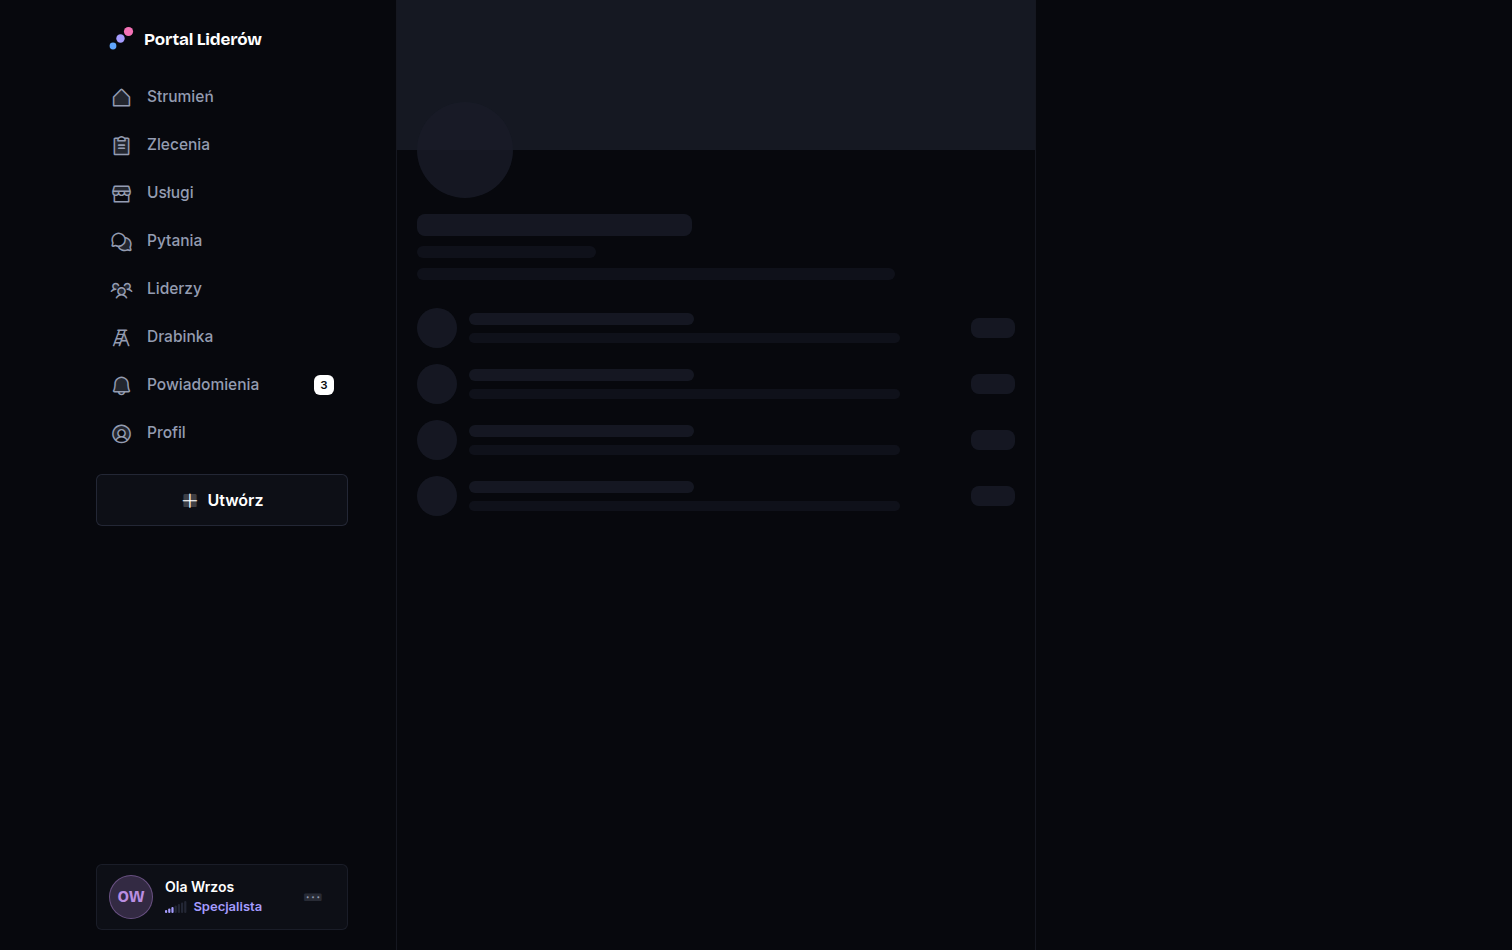 Portal Liderów
Strumień
Zlecenia
Usługi
Pytania
Liderzy
Drabinka
Powiadomienia 3
Profil
Utwórz
OW
Ola Wrzos
Specjalista